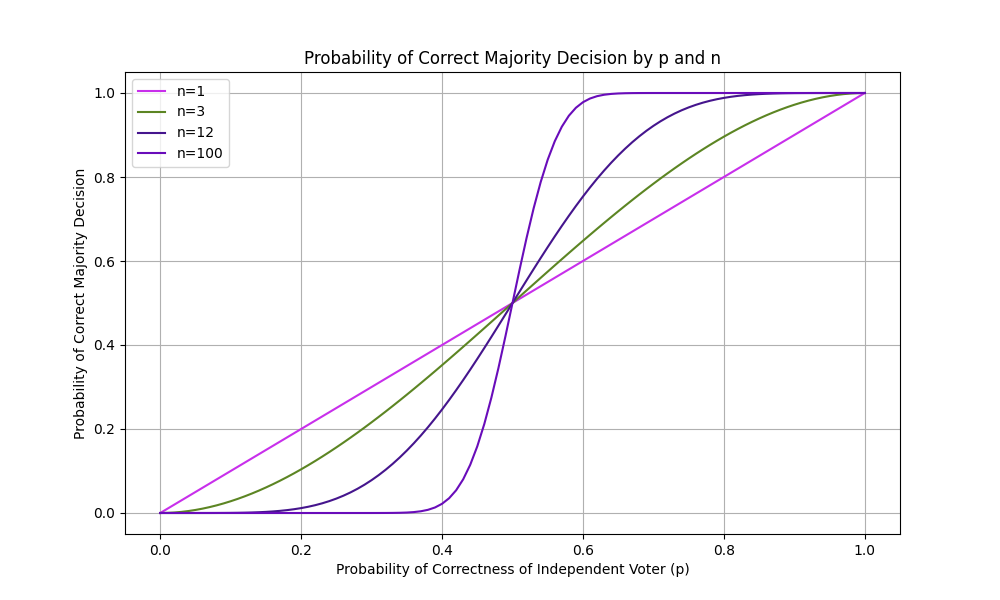 Probability of Correct Majority Decision by p and n
n=1
n=3
n=12
n=100
Probability of Correct Majority Decision
1.0
0.8
0.6
0.4
0.2
0.0
0.0 0.2 0.4 0.6 0.8 1.0
Probability of Correctness of Independent Voter (p)